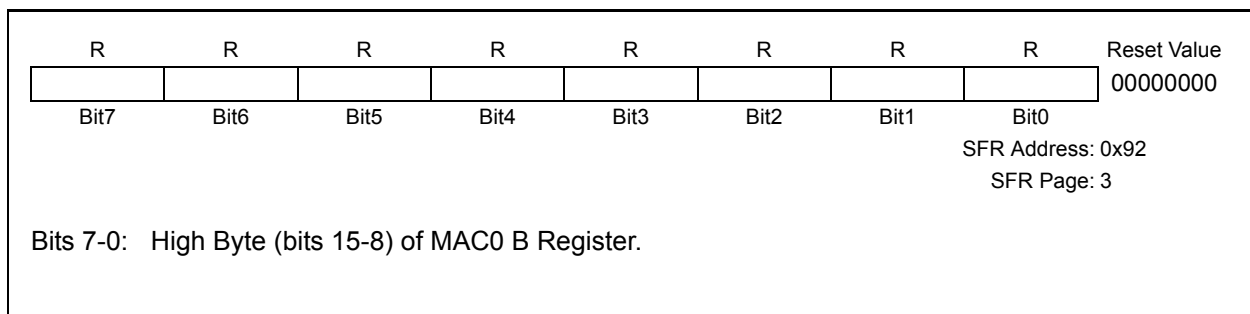 R R R R R R R R Reset Value
00000000
Bit7 Bit6 Bit5 Bit4 Bit3 Bit2 Bit1 Bit0
SFR Address: 0x92
SFR Page: 3
Bits 7-0: High Byte (bits 15-8) of MAC0 B Register.